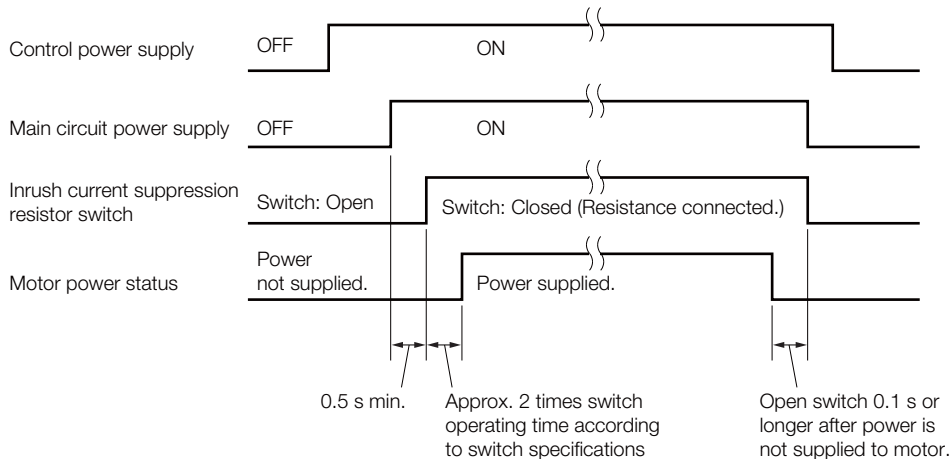 Control power supply
OFF
ON
Main circuit power supply
OFF
ON
Inrush current suppression
resistor switch
Switch: Open
Switch: Closed (Resistance connected.)
Motor power status
Power
not supplied.
Power supplied.
0.5 s min.
Approx. 2 times switch
operating time according
to switch specifications
Open switch 0.1 s or
longer after power is
not supplied to motor.